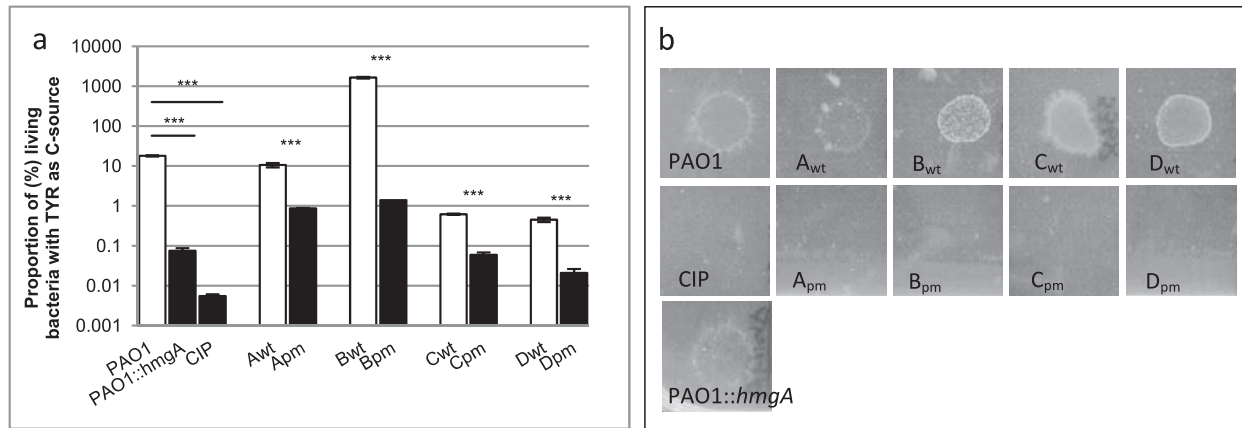 a
Proportion of (%) living
bacteria with TYR as C-source
10000
1000
100
10
1
0.1
0.01
0.001
***
***
***
***
***
***
PAO1
PAO1::hmgA
CIP
Awt
Apm
Bwt
Bpm
Cwt
Cpm
Dwt
Dpm
b
PAO1
Awt
Bwt
Cwt
Dwt
CIP
Apm
Bpm
Cpm
Dpm
PAO1::hmgA